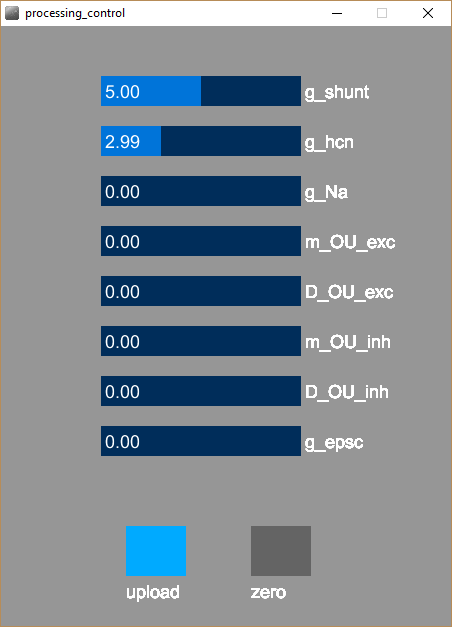 processing_control
5.00 g_shunt
2.99 g_hcn
0.00 g_Na
0.00 m_OU_exc
0.00 D_OU_exc
0.00 m_OU_inh
0.00 D_OU_inh
0.00 g_epsc
upload zero